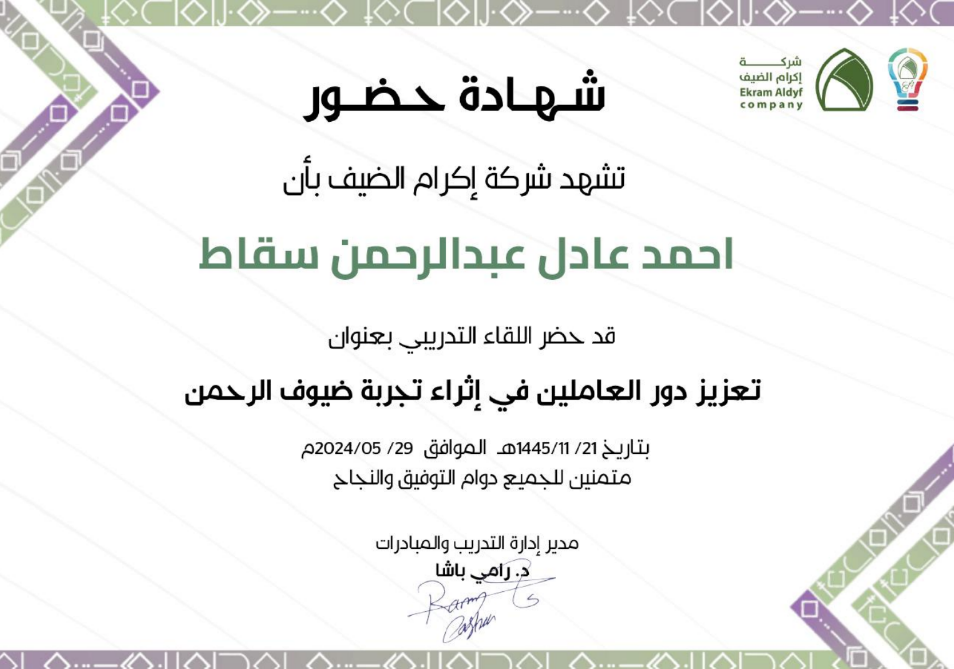 شركة
إكرام الضيف
Ekram Aldyf
company
شهادة حضور
تشهد شركة إكرام الضيف بأن
احمد عادل عبدالرحمن سقاط
قد حضر اللقاء التدريبي بعنوان
تعزيز دور العاملين في إثراء تجربة ضيوف الرحمن
بتاريخ 21/ 1445/11هـ الموافق 29/ 2024/05م
متمنين للجميع دوام التوفيق والنجاح
مدير إدارة التدريب والمبادرات
د. رامي باشا